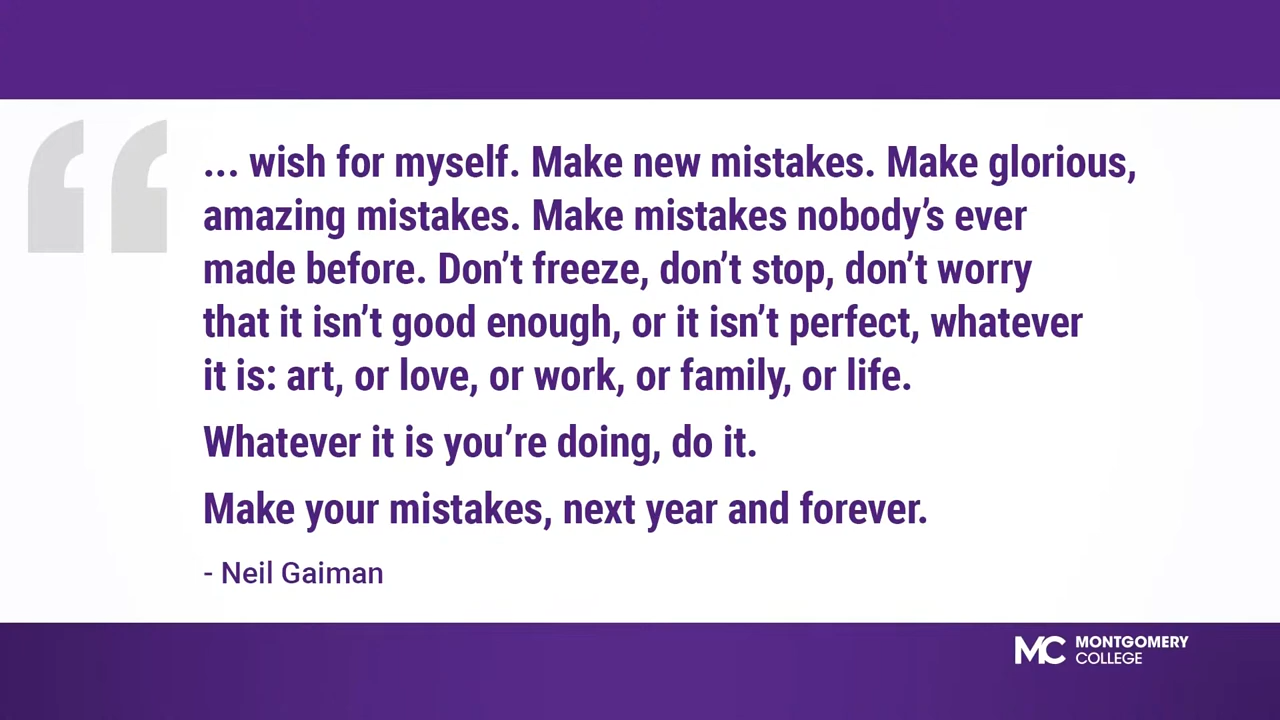 ... wish for myself. Make new mistakes. Make glorious,
amazing mistakes. Make mistakes nobody’s ever
made before. Don’t freeze, don’t stop, don’t worry
that it isn’t good enough, or it isn’t perfect, whatever
it is: art, or love, or work, or family, or life.
Whatever it is you’re doing, do it.
Make your mistakes, next year and forever.
- Neil Gaiman
MC MONTGOMERY
COLLEGE